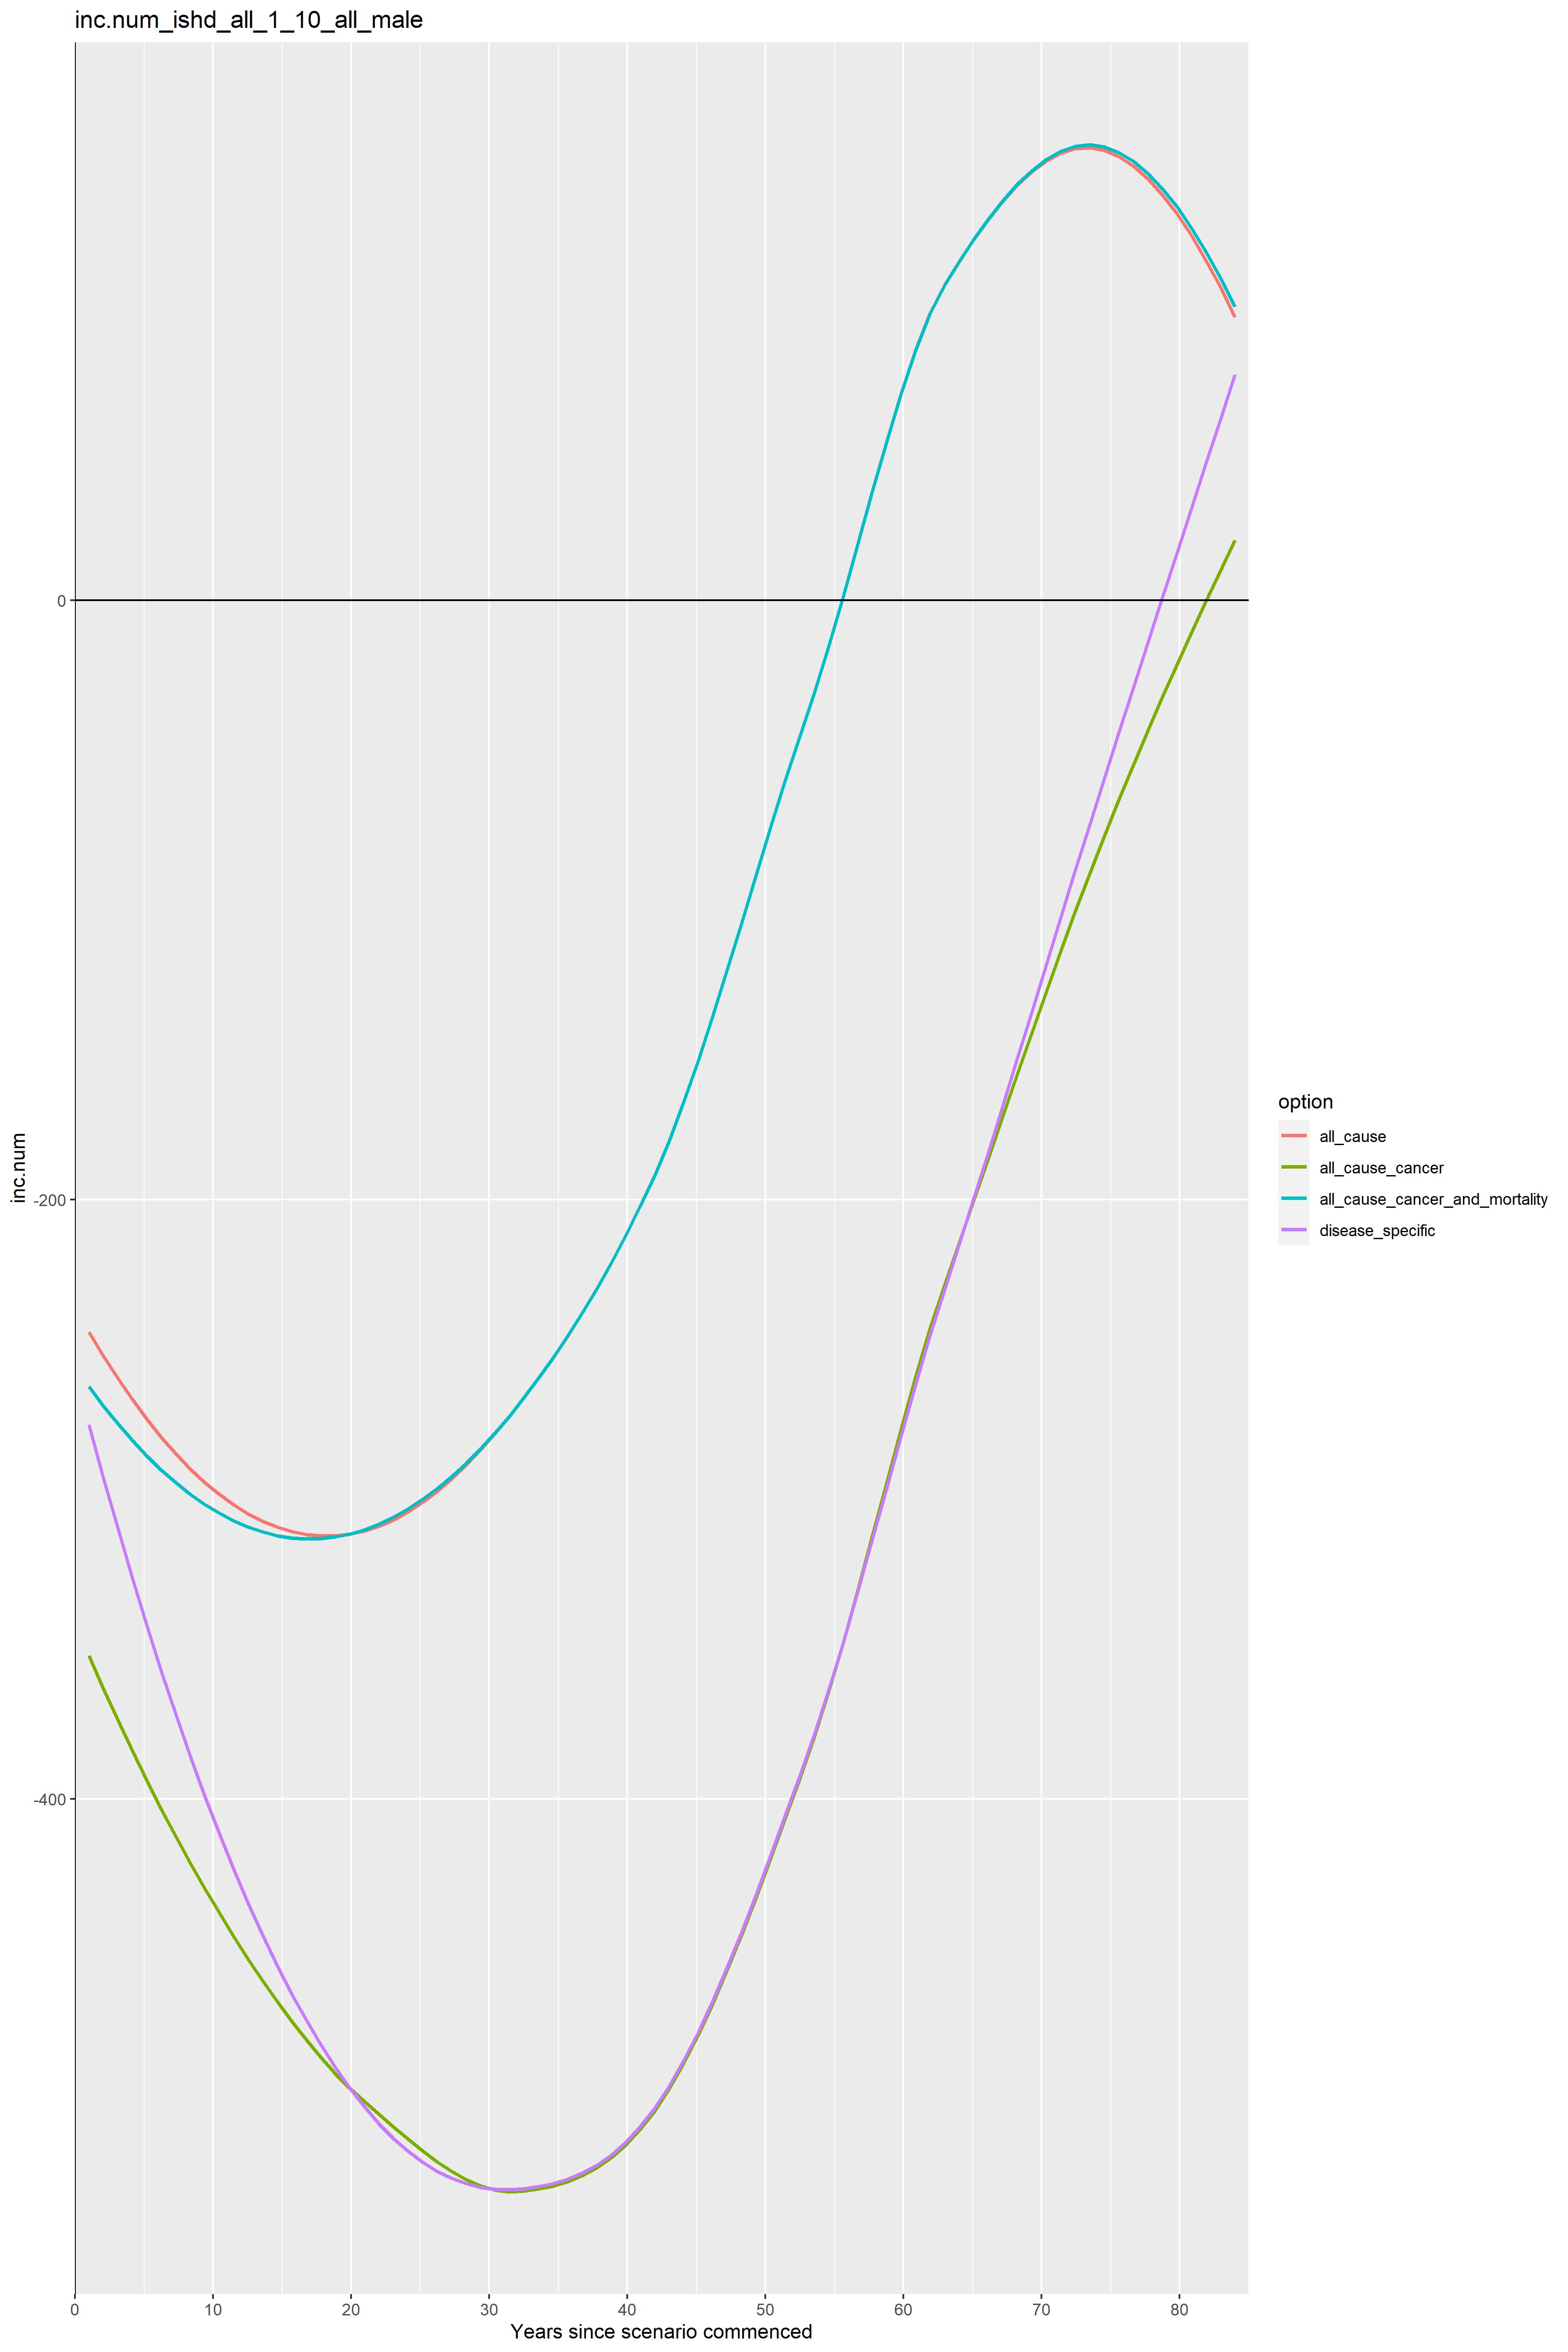 inc.num_ishd_all_1_10_all_male
inc.num
0
-200
-400
0 10 20 30 40 50 60 70 80
Years since scenario commenced
option
all_cause
all_cause_cancer
all_cause_cancer_and_mortality
disease_specific